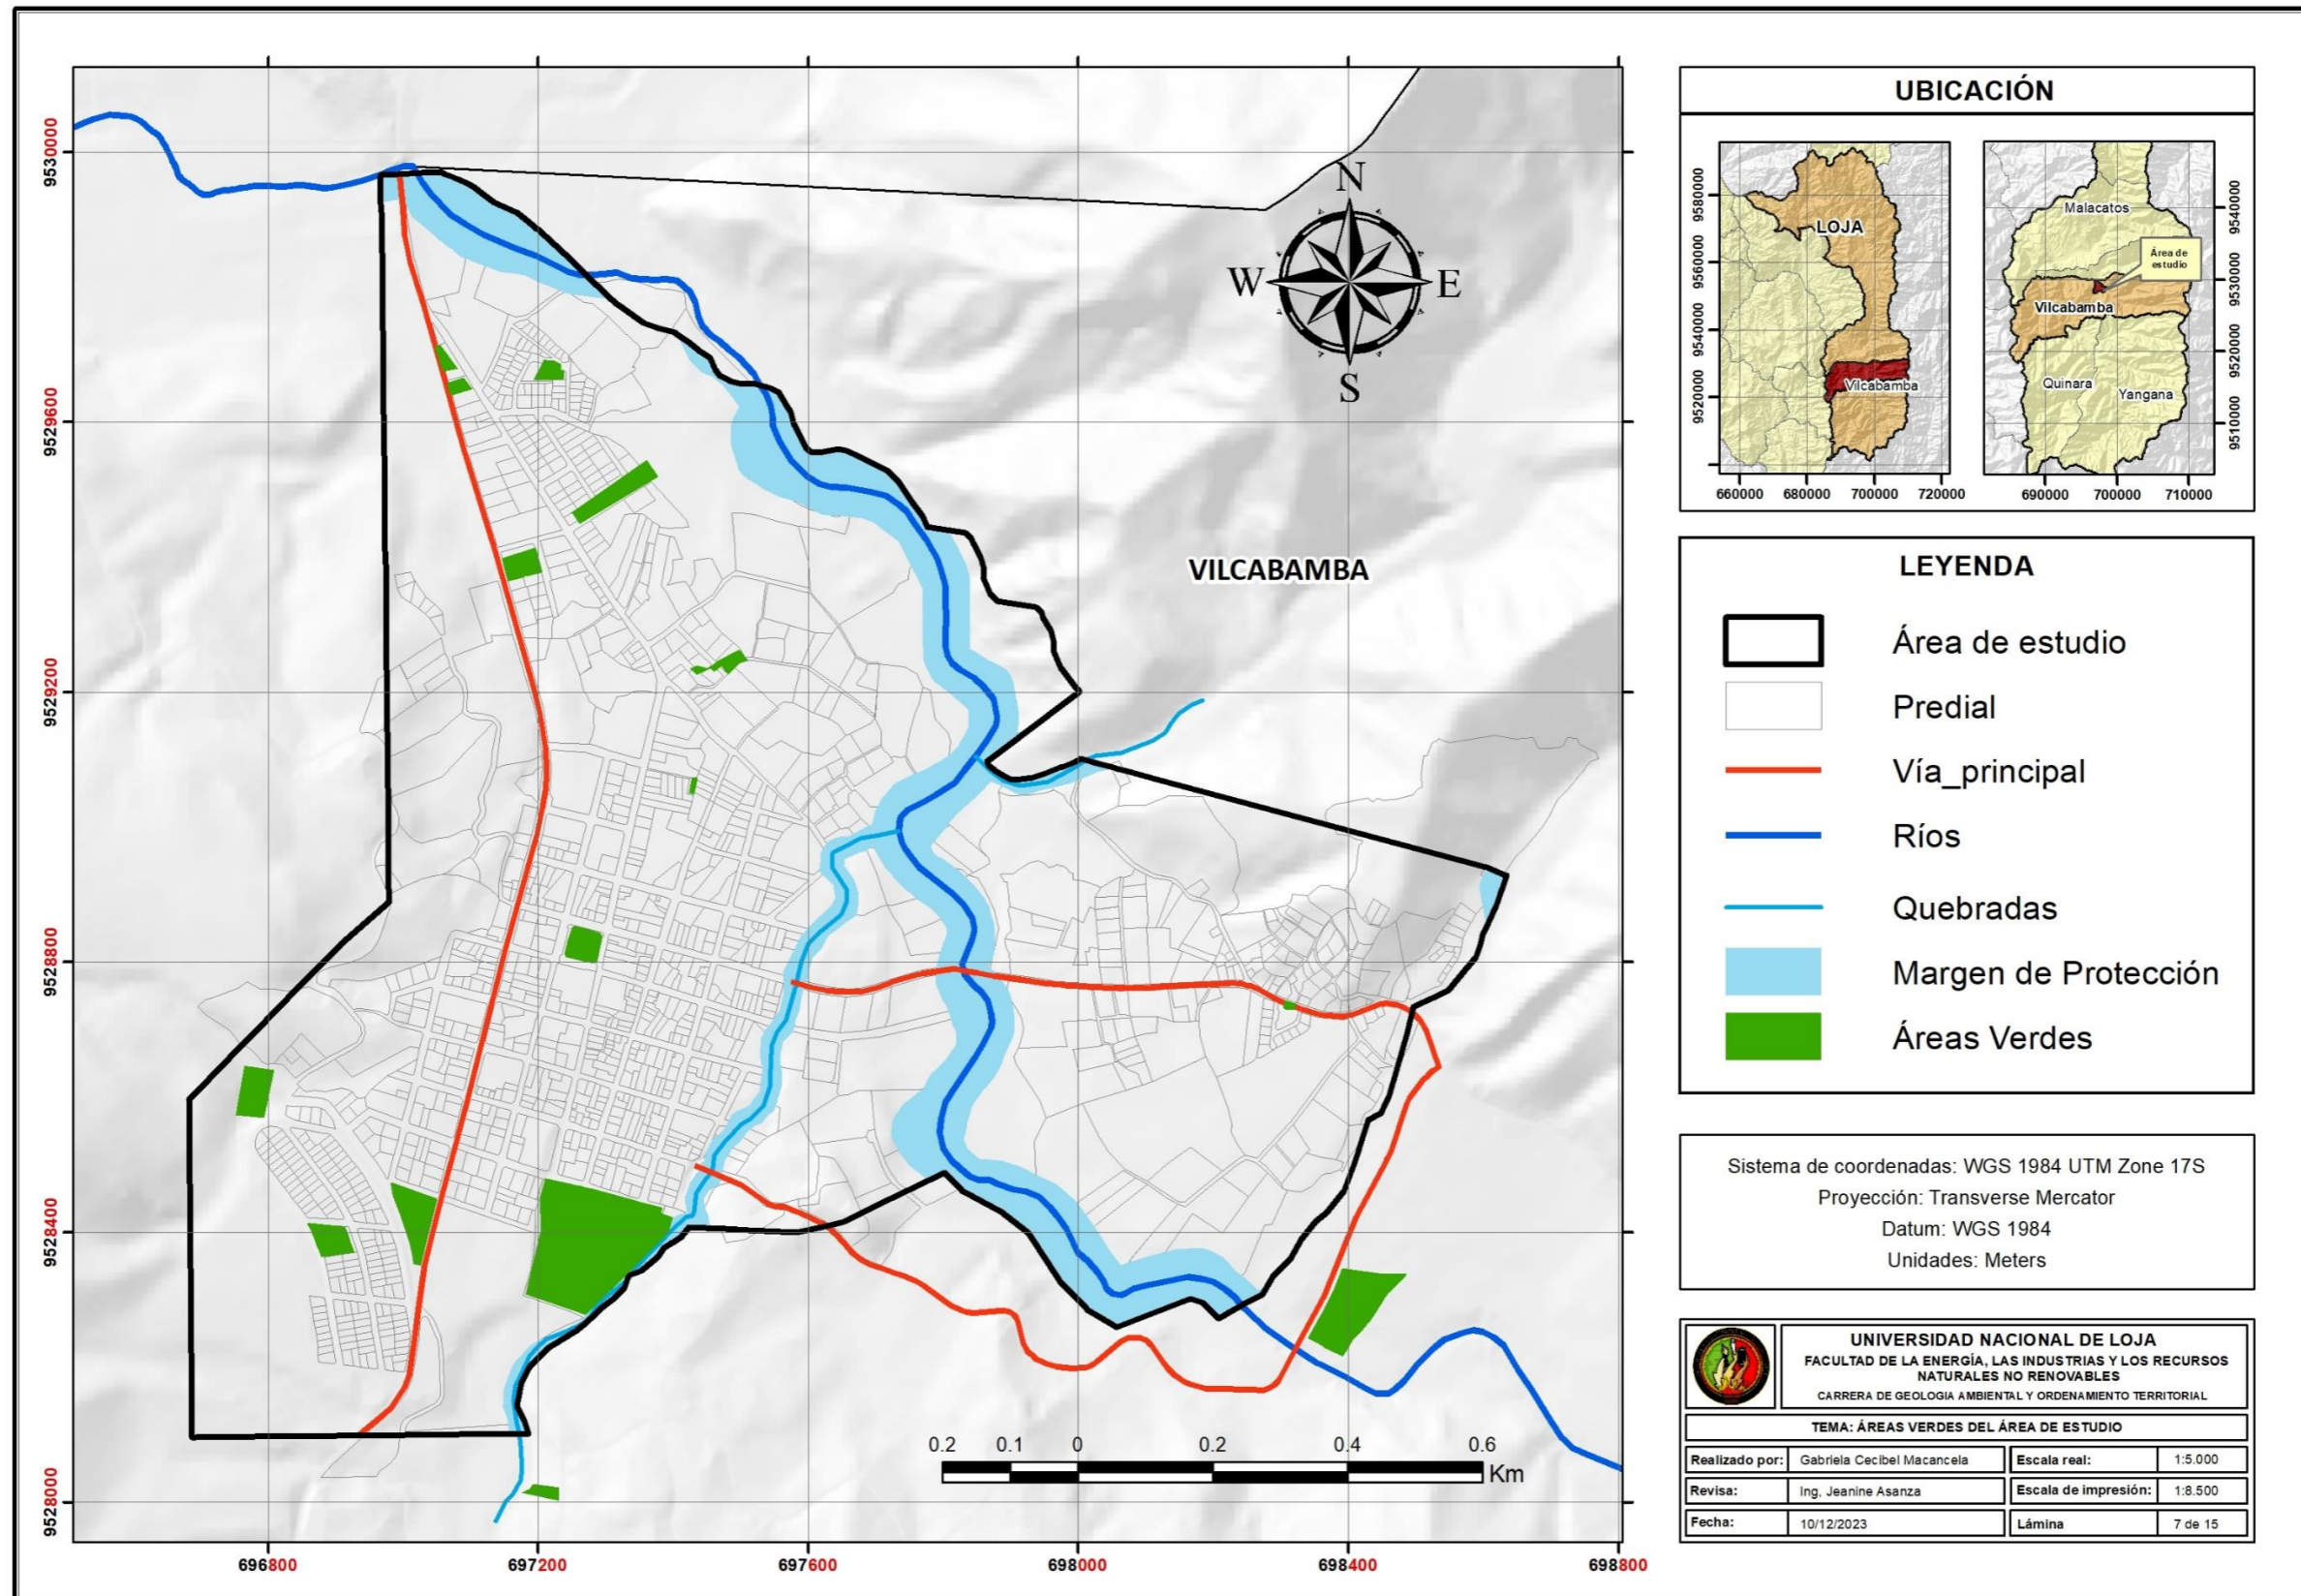 9530000
9529600
9529200
9528800
9528400
9528000
696800
697200
697600
698000
698400
698800
N
W
E
S
VILCABAMBA
0.2
0.1
0
0.2
0.4
0.6
Km
UBICACIÓN
9580000
9560000
9540000
9520000
LOJA
Vilcabamba
660000
680000
700000
720000
Malacatos
Área de
estudio
Vilcabamba
Quinara
Yangana
9540000
9530000
9520000
9510000
690000
700000
710000
LEYENDA
Área de estudio
Predial
Vía_principal
Ríos
Quebradas
Margen de Protección
Áreas Verdes
Sistema de coordenadas: WGS 1984 UTM Zone 17S
Proyección: Transverse Mercator
Datum: WGS 1984
Unidades: Meters
UNIVERSIDAD NACIONAL DE LOJA
FACULTAD DE LA ENERGÍA, LAS INDUSTRIAS Y LOS RECURSOS
NATURALES NO RENOVABLES
CARRERA DE GEOLOGIA AMBIENTAL Y ORDENAMIENTO TERRITORIAL
TEMA: ÁREAS VERDES DEL ÁREA DE ESTUDIO
Realizado por: Gabriela Cecibel Macancela Escala real: 1:5.000
Revisa: Ing, Jeanine Asanza Escala de impresión: 1:8.500
Fecha: 10/12/2023 Lámina 7 de 15